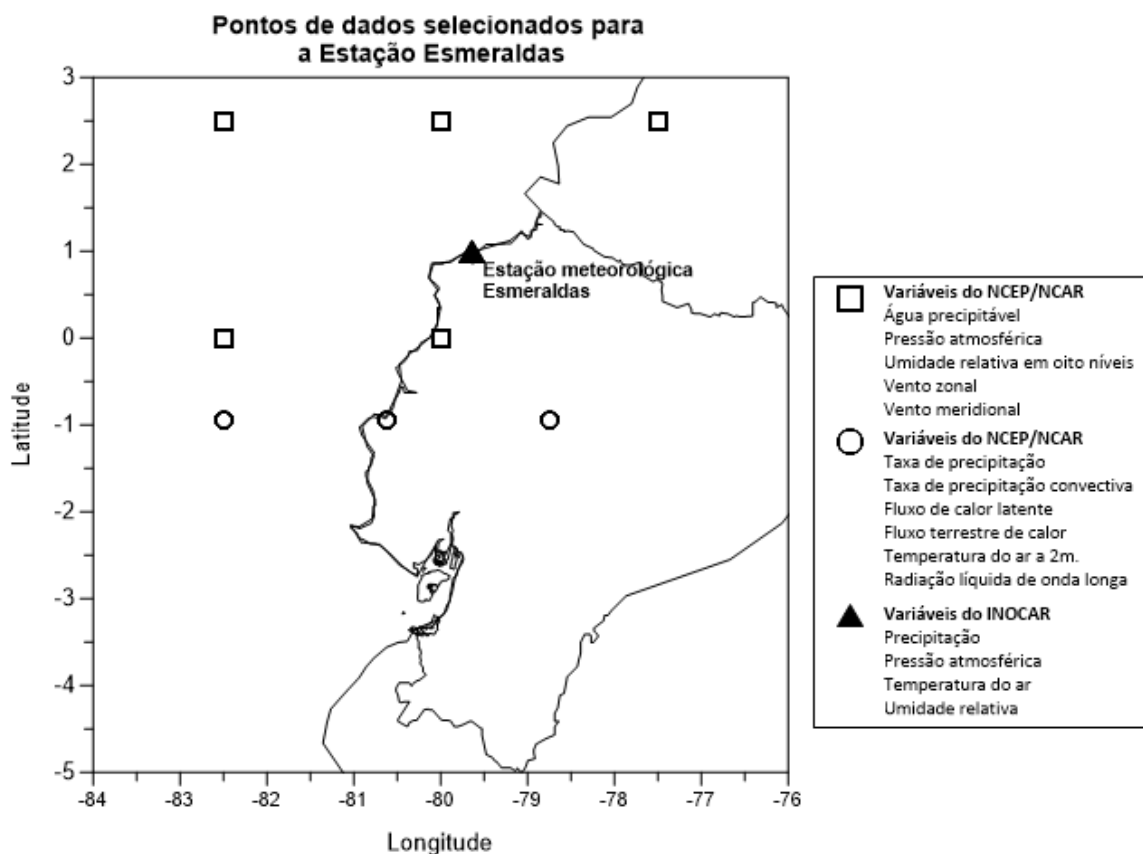 Pontos de dados selecionados para
a Estação Esmeraldas
3
2
1
0
-1
-2
-3
-4
-5
Latitude
Estação meteorológica
Esmeraldas
-84
-83
-82
-81
-80
-79
-78
-77
-76
Longitude
Variáveis do NCEP/NCAR
Água precipitável
Pressão atmosférica
Umidade relativa em oito níveis
Vento zonal
Vento meridional
Variáveis do NCEP/NCAR
Taxa de precipitação
Taxa de precipitação convectiva
Fluxo de calor latente
Fluxo terrestre de calor
Temperatura do ar a 2m.
Radiação líquida de onda longa
Variáveis do INOCAR
Precipitação
Pressão atmosférica
Temperatura do ar
Umidade relativa